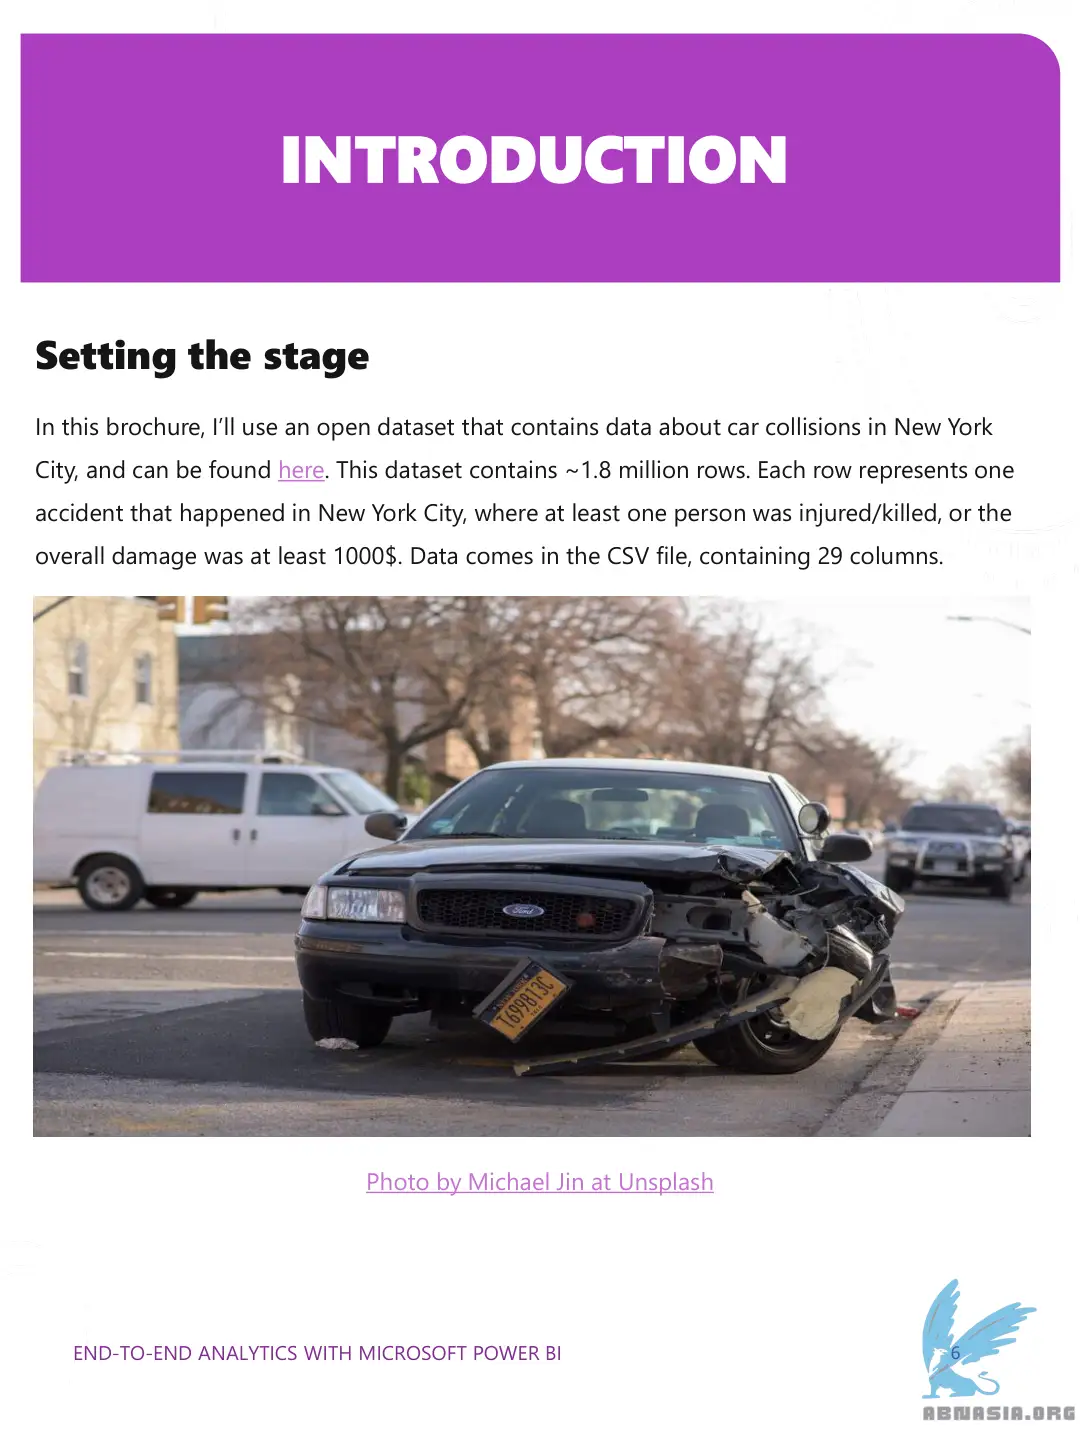 INTRODUCTION
Setting the stage
In this brochure, I’ll use an open dataset that contains data about car collisions in New York
City, and can be found here. This dataset contains ~1.8 million rows. Each row represents one
accident that happened in New York City, where at least one person was injured/killed, or the
overall damage was at least 1000$. Data comes in the CSV file, containing 29 columns.
Ford
T699813C
Photo by Michael Jin at Unsplash
END-TO-END ANALYTICS WITH MICROSOFT POWER BI
6
ABNASIA.ORG